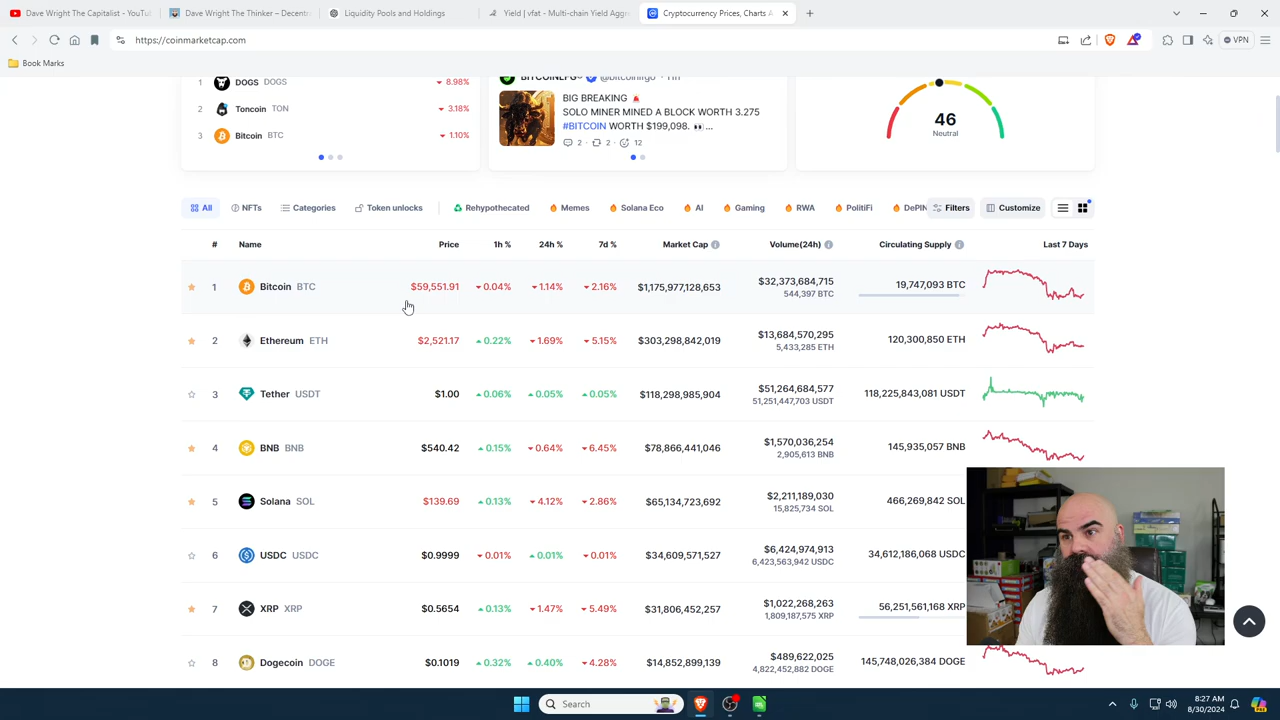 Dave Wright The Capitalist - YouTu
Dave Wright The Thinker – Decentr
Liquidity Pools and Holdings
Yield | vfat - Multi-chain Yield Aggr
Cryptocurrency Prices, Charts A
https://coinmarketcap.com
VPN
Book Marks
1 DOGS DOGS 8.98%
2 Toncoin TON 3.18%
3 Bitcoin BTC 1.10%
BIG BREAKING 🚨
SOLO MINER MINED A BLOCK WORTH 3.275
#BITCOIN WORTH $199,098. 👀...
2 · 2 · 12
46
Neutral
All NFTs Categories Token unlocks Rehypothecated Memes Solana Eco AI Gaming RWA PolitiFi DePIN Filters Customize
# Name Price 1h % 24h % 7d % Market Cap Volume(24h) Circulating Supply Last 7 Days
1 Bitcoin BTC $59,551.91 0.04% 1.14% 2.16% $1,175,977,128,653 $32,373,684,715 19,747,093 BTC
544,397 BTC
2 Ethereum ETH $2,521.17 0.22% 1.69% 5.15% $303,298,842,019 $13,684,570,295 120,300,850 ETH
5,433,285 ETH
3 Tether USDT $1.00 0.06% 0.05% 0.05% $118,298,985,904 $51,264,684,577 118,225,843,081 USDT
51,251,447,703 USDT
4 BNB BNB $540.42 0.15% 0.64% 6.45% $78,866,441,046 $1,570,036,254 145,935,057 BNB
2,905,613 BNB
5 Solana SOL $139.69 0.13% 4.12% 2.86% $65,134,723,692 $2,211,189,030 466,269,842 SOL
15,825,734 SOL
6 USDC USDC $0.9999 0.01% 0.01% 0.01% $34,609,571,527 $6,424,974,913 34,612,186,068 USDC
6,423,563,942 USDC
7 XRP XRP $0.5654 0.13% 1.47% 5.49% $31,806,452,257 $1,022,268,263 56,251,561,168 XRP
1,809,187,575 XRP
8 Dogecoin DOGE $0.1019 0.32% 0.40% 4.28% $14,852,899,139 $489,622,025 145,748,026,384 DOGE
4,822,452,882 DOGE
Search
8:27 AM
8/30/2024